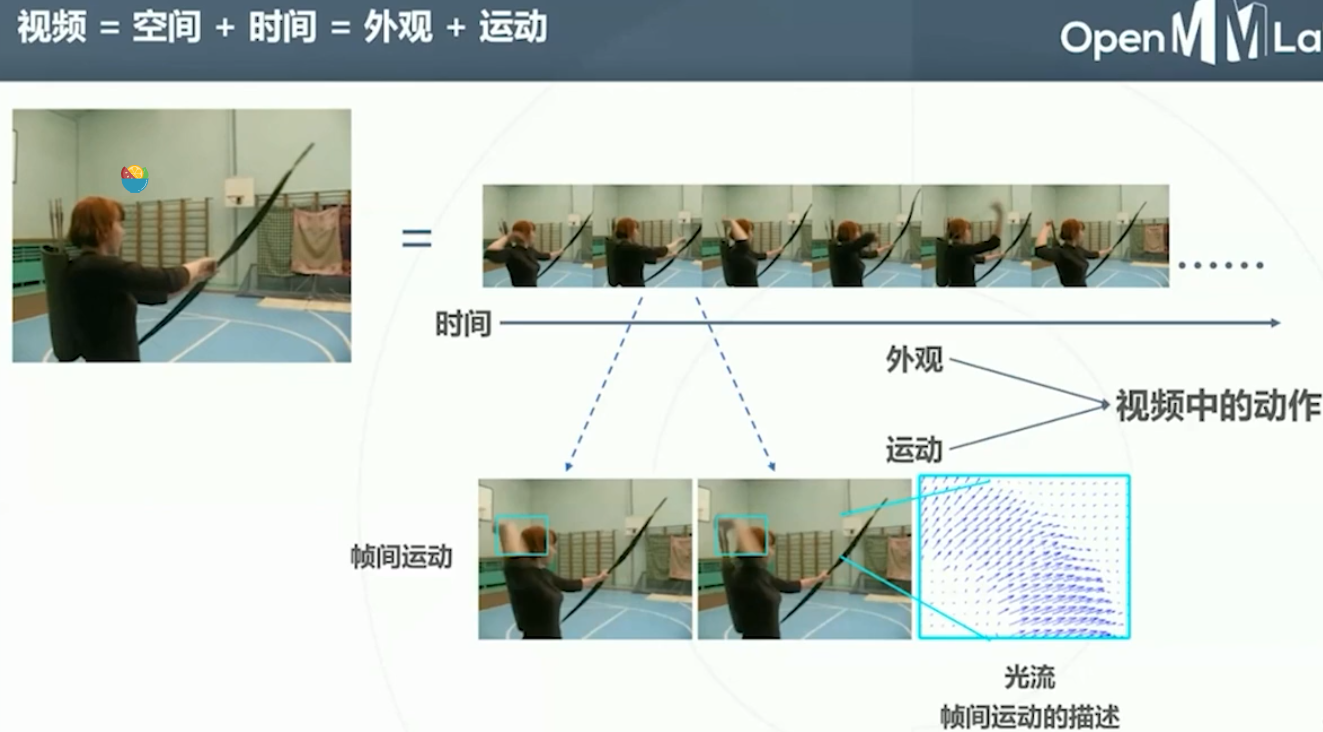 视频 = 空间 + 时间 = 外观 + 运动
OpenMMLa
=
......
时间
外观
视频中的动作
运动
帧间运动
光流
帧间运动的描述